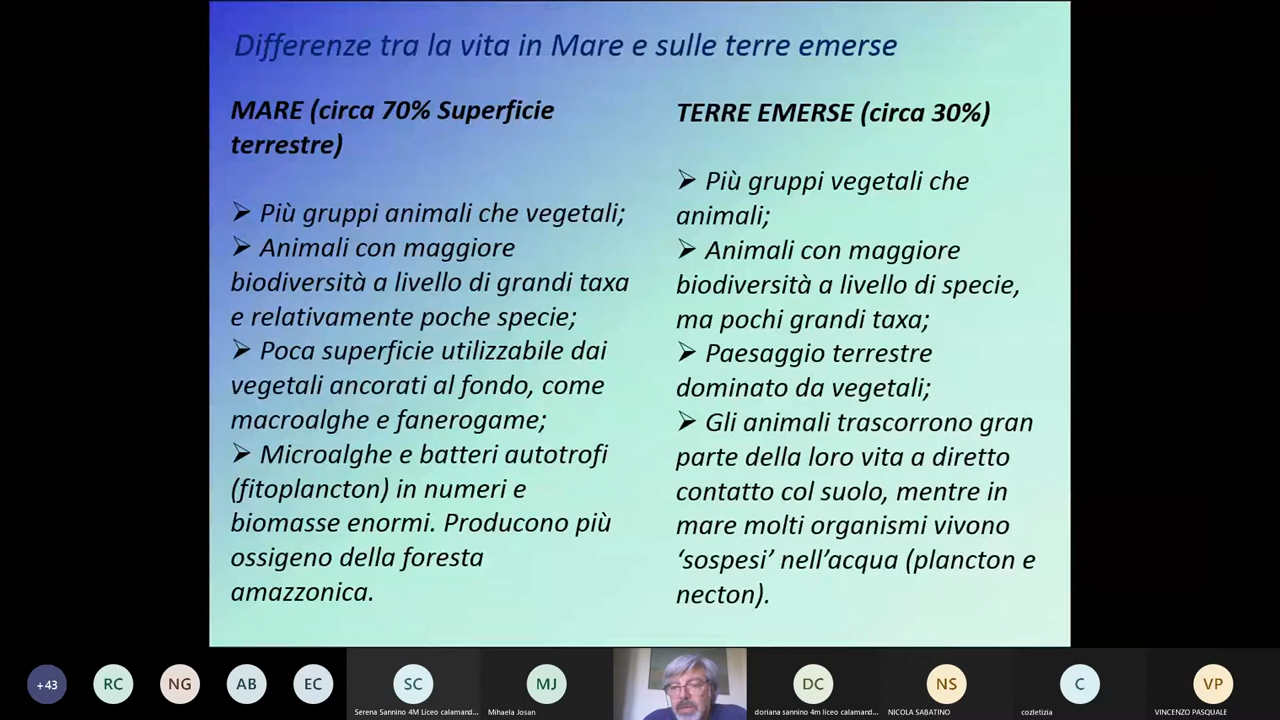 Differenze tra la vita in Mare e sulle terre emerse
MARE (circa 70% Superficie
terrestre)
➢ Più gruppi animali che vegetali;
➢ Animali con maggiore
biodiversità a livello di grandi taxa
e relativamente poche specie;
➢ Poca superficie utilizzabile dai
vegetali ancorati al fondo, come
macroalghe e fanerogame;
➢ Microalghe e batteri autotrofi
(fitoplancton) in numeri e
biomasse enormi. Producono più
ossigeno della foresta
amazzonica.
TERRE EMERSE (circa 30%)
➢ Più gruppi vegetali che
animali;
➢ Animali con maggiore
biodiversità a livello di specie,
ma pochi grandi taxa;
➢ Paesaggio terrestre
dominato da vegetali;
➢ Gli animali trascorrono gran
parte della loro vita a diretto
contatto col suolo, mentre in
mare molti organismi vivono
‘sospesi’ nell’acqua (plancton e
necton).
+43
RC
NG
AB
EC
SC
Serena Sannino 4M Liceo calamand...
MJ
Mihaela Josan
DC
doriana sannino 4m liceo calamand...
NS
NICOLA SABATINO
C
cozletizia
VP
VINCENZO PASQUALE